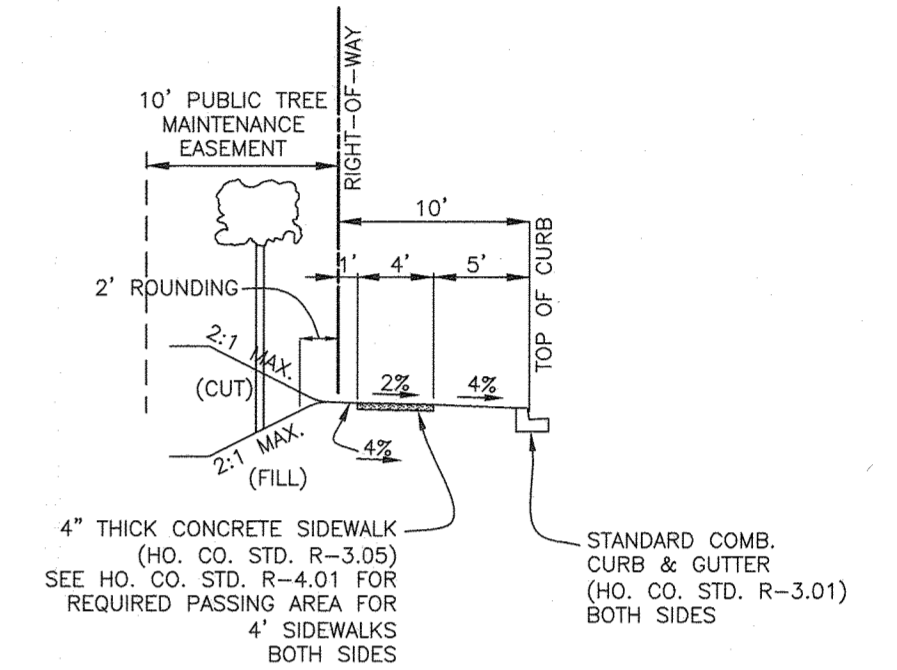 10' PUBLIC TREE
MAINTENANCE
EASEMENT
RIGHT-OF-WAY
10'
1'
4'
5'
TOP OF CURB
2' ROUNDING
2:1 MAX.
(CUT)
2%
4%
4%
2:1 MAX.
(FILL)
4" THICK CONCRETE SIDEWALK
(HO. CO. STD. R-3.05)
SEE HO. CO. STD. R-4.01 FOR
REQUIRED PASSING AREA FOR
4' SIDEWALKS
BOTH SIDES
STANDARD COMB.
CURB & GUTTER
(HO. CO. STD. R-3.01)
BOTH SIDES